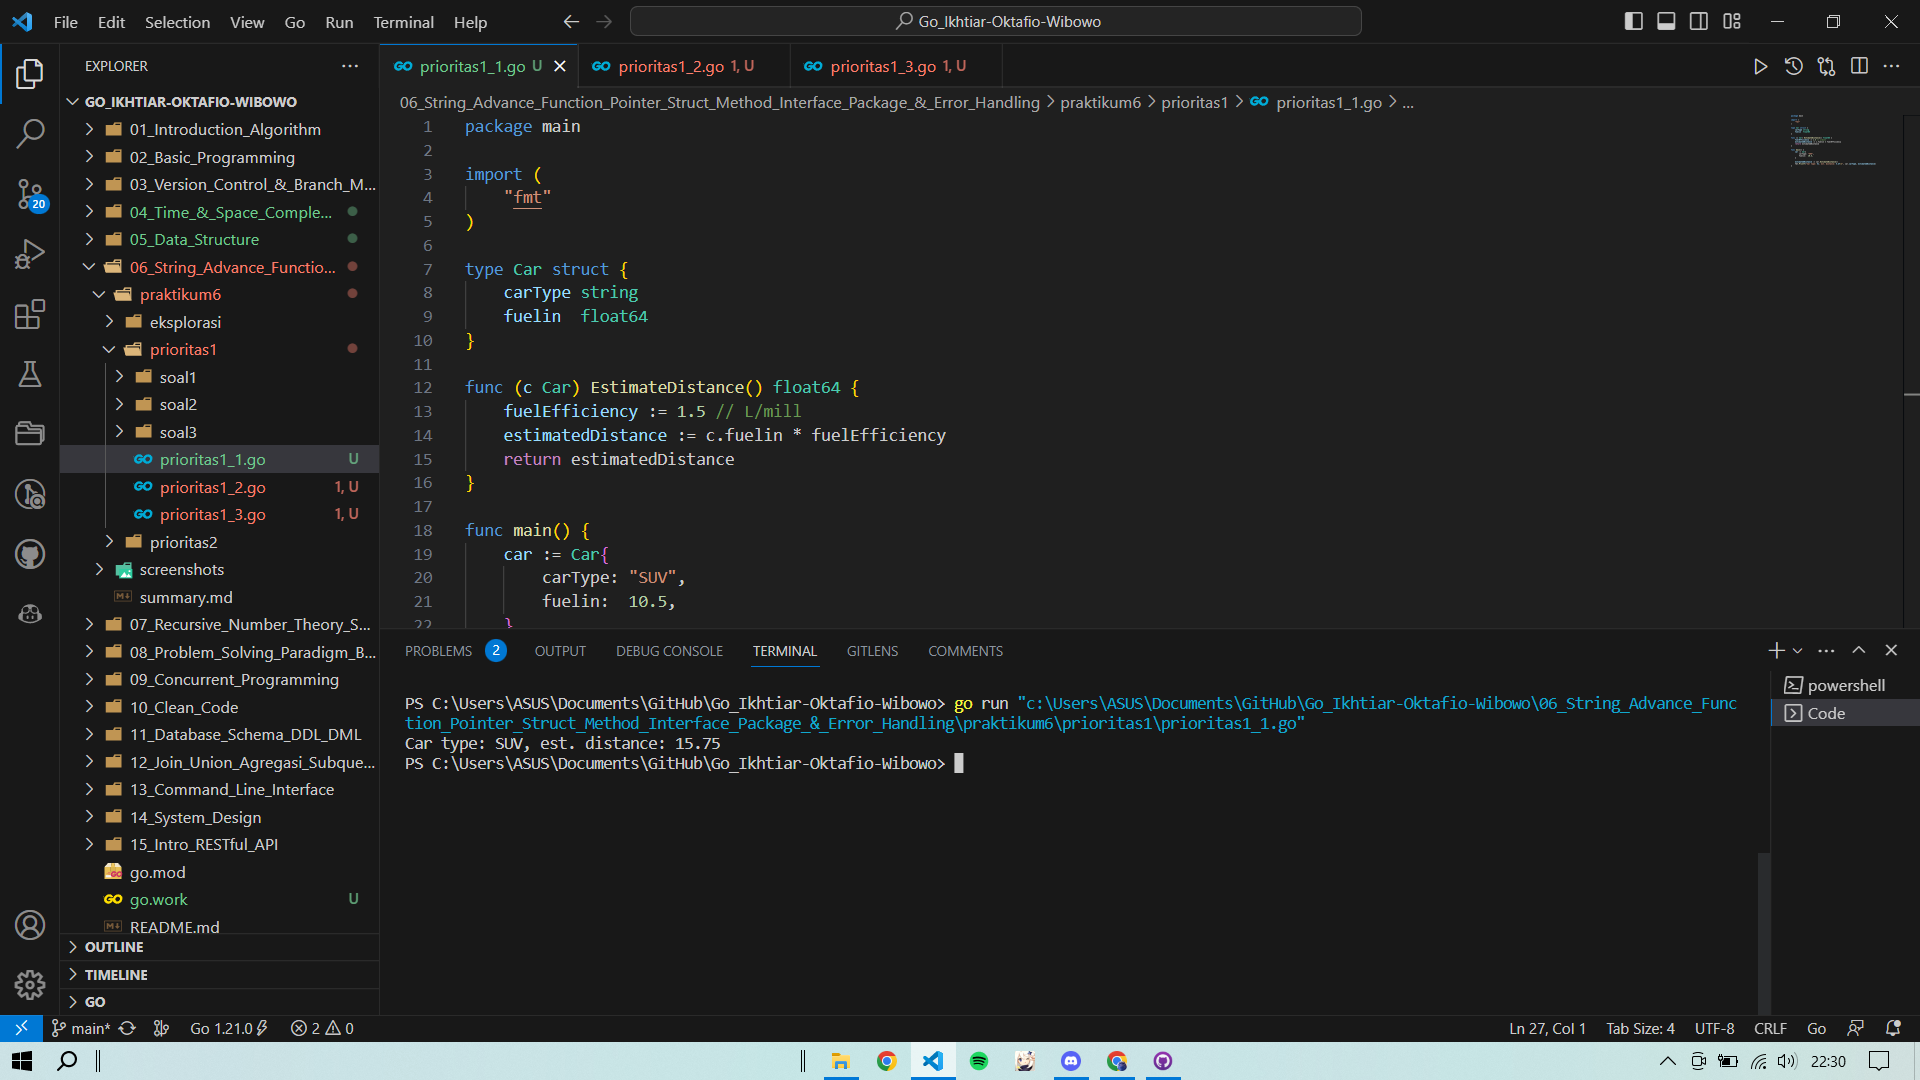 File Edit Selection View Go Run Terminal Help
Go_Ikhtiar-Oktafio-Wibowo
EXPLORER
GO_IKHTIAR-OKTAFIO-WIBOWO
01_Introduction_Algorithm
02_Basic_Programming
03_Version_Control_&_Branch_M...
04_Time_&_Space_Comple...
05_Data_Structure
06_String_Advance_Functio...
praktikum6
eksplorasi
prioritas1
soal1
soal2
soal3
prioritas1_1.go U
prioritas1_2.go 1, U
prioritas1_3.go 1, U
prioritas2
screenshots
summary.md
07_Recursive_Number_Theory_S...
08_Problem_Solving_Paradigm_B...
09_Concurrent_Programming
10_Clean_Code
11_Database_Schema_DDL_DML
12_Join_Union_Agregasi_Subque...
13_Command_Line_Interface
14_System_Design
15_Intro_RESTful_API
go.mod
go.work U
README.md
OUTLINE
TIMELINE
GO
20
prioritas1_1.go U prioritas1_2.go 1, U prioritas1_3.go 1, U
06_String_Advance_Function_Pointer_Struct_Method_Interface_Package_&_Error_Handling > praktikum6 > prioritas1 > prioritas1_1.go > ...
1 package main
2
3 import (
4 "fmt"
5 )
6
7 type Car struct {
8 carType string
9 fuelin float64
10 }
11
12 func (c Car) EstimateDistance() float64 {
13 fuelEfficiency := 1.5 // L/mill
14 estimatedDistance := c.fuelin * fuelEfficiency
15 return estimatedDistance
16 }
17
18 func main() {
19 car := Car{
20 carType: "SUV",
21 fuelin: 10.5,
22 }
PROBLEMS 2 OUTPUT DEBUG CONSOLE TERMINAL GITLENS COMMENTS
PS C:\Users\ASUS\Documents\GitHub\Go_Ikhtiar-Oktafio-Wibowo> go run "c:\Users\ASUS\Documents\GitHub\Go_Ikhtiar-Oktafio-Wibowo\06_String_Advance_Func
tion_Pointer_Struct_Method_Interface_Package_&_Error_Handling\praktikum6\prioritas1\prioritas1_1.go"
Car type: SUV, est. distance: 15.75
PS C:\Users\ASUS\Documents\GitHub\Go_Ikhtiar-Oktafio-Wibowo>
powershell
Code
main* Go 1.21.0 2 0 Ln 27, Col 1 Tab Size: 4 UTF-8 CRLF Go
22:30